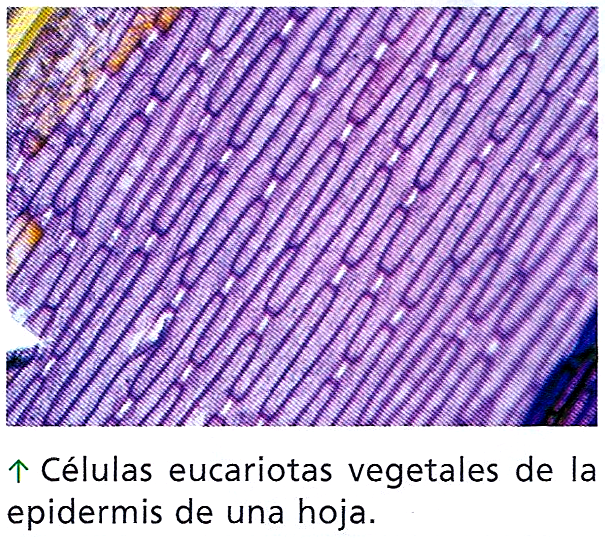 ↑ Células eucariotas vegetales de la
epidermis de una hoja.